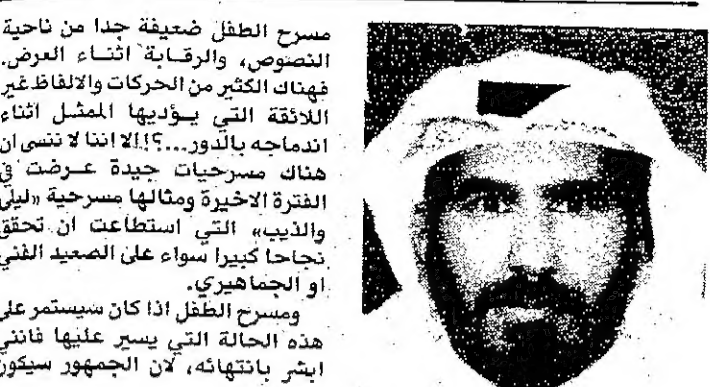 مسرح الطفل ضعيفة جدا من ناحية
النصوص، والرقابة اثناء العرض.
فهناك الكثير من الحركات والالفاظ غير
اللائقة التي يؤديها الممثل اثناء
اندماجه بالدور...؟! الا اننا لا ننسى ان
هناك مسرحيات جيدة عرضت في
الفترة الاخيرة ومثالها مسرحية «ليلى
والذيب» التي استطاعت ان تحقق
نجاحا كبيرا سواء على الصعيد الفني
او الجماهيري.
ومسرح الطفل اذا كان سيستمر على
هذه الحالة التي يسير عليها فانني
ابشر بانتهائه، لان الجمهور سيكون